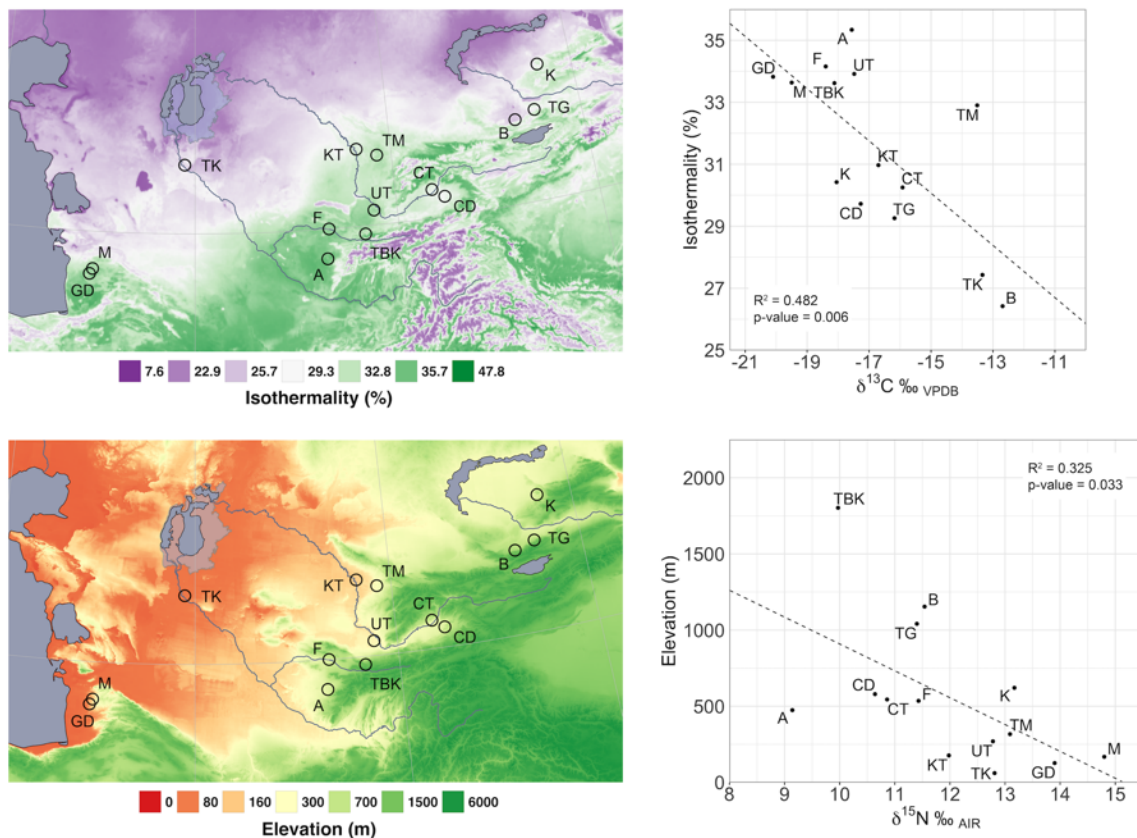 K
TG
B
TM
KT
TK
CT
UT
CD
F
TBK
A
M
GD
7.6 22.9 25.7 29.3 32.8 35.7 47.8
Isothermality (%)
35
33
31
29
27
25
Isothermality (%)
A
F
UT
GD
M
TBK
TM
KT
K
CT
CD
TG
TK
B
R² = 0.482
p-value = 0.006
-21 -19 -17 -15 -13 -11
δ¹³C ‰ VPDB
K
TG
B
TM
KT
TK
CT
UT
CD
F
TBK
A
M
GD
0 80 160 300 700 1500 6000
Elevation (m)
2000
1500
1000
500
0
Elevation (m)
R² = 0.325
p-value = 0.033
TBK
B
TG
CD
K
F
CT
A
TM
UT
KT
M
GD
TK
8 9 10 11 12 13 14 15
δ¹⁵N ‰ AIR